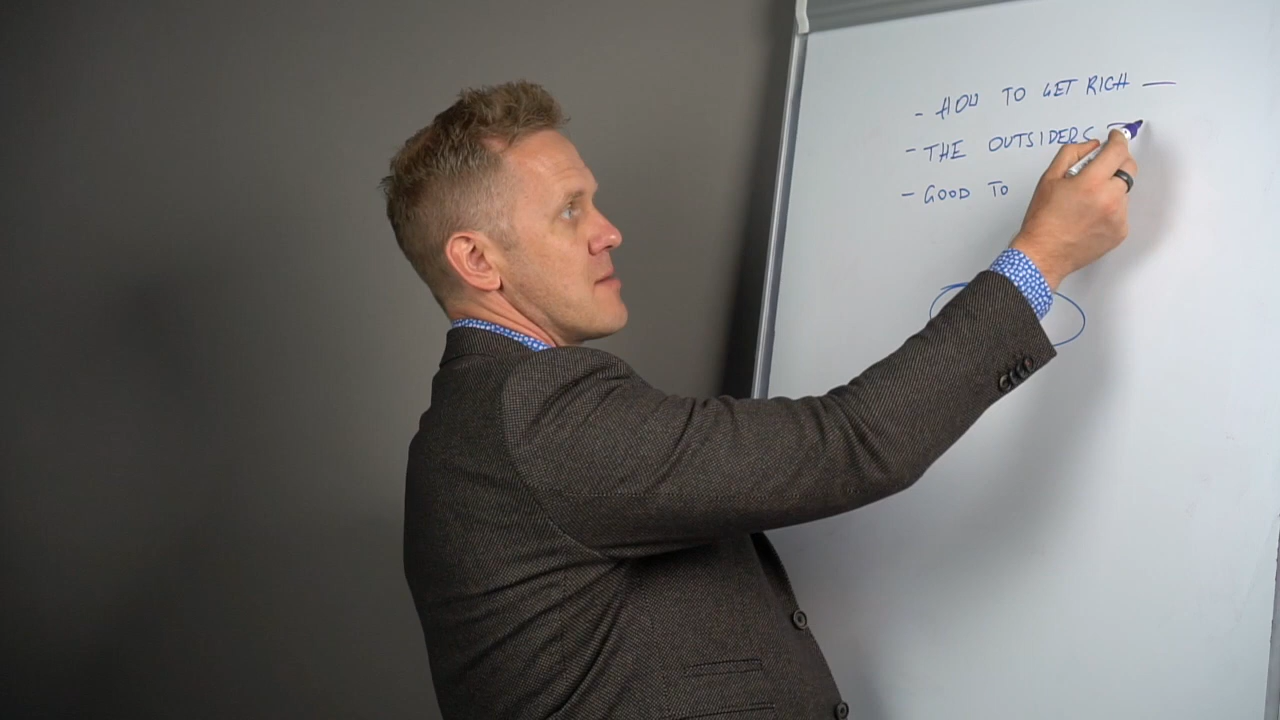 - HOW TO GET RICH —
- THE OUTSIDERS
- GOOD TO